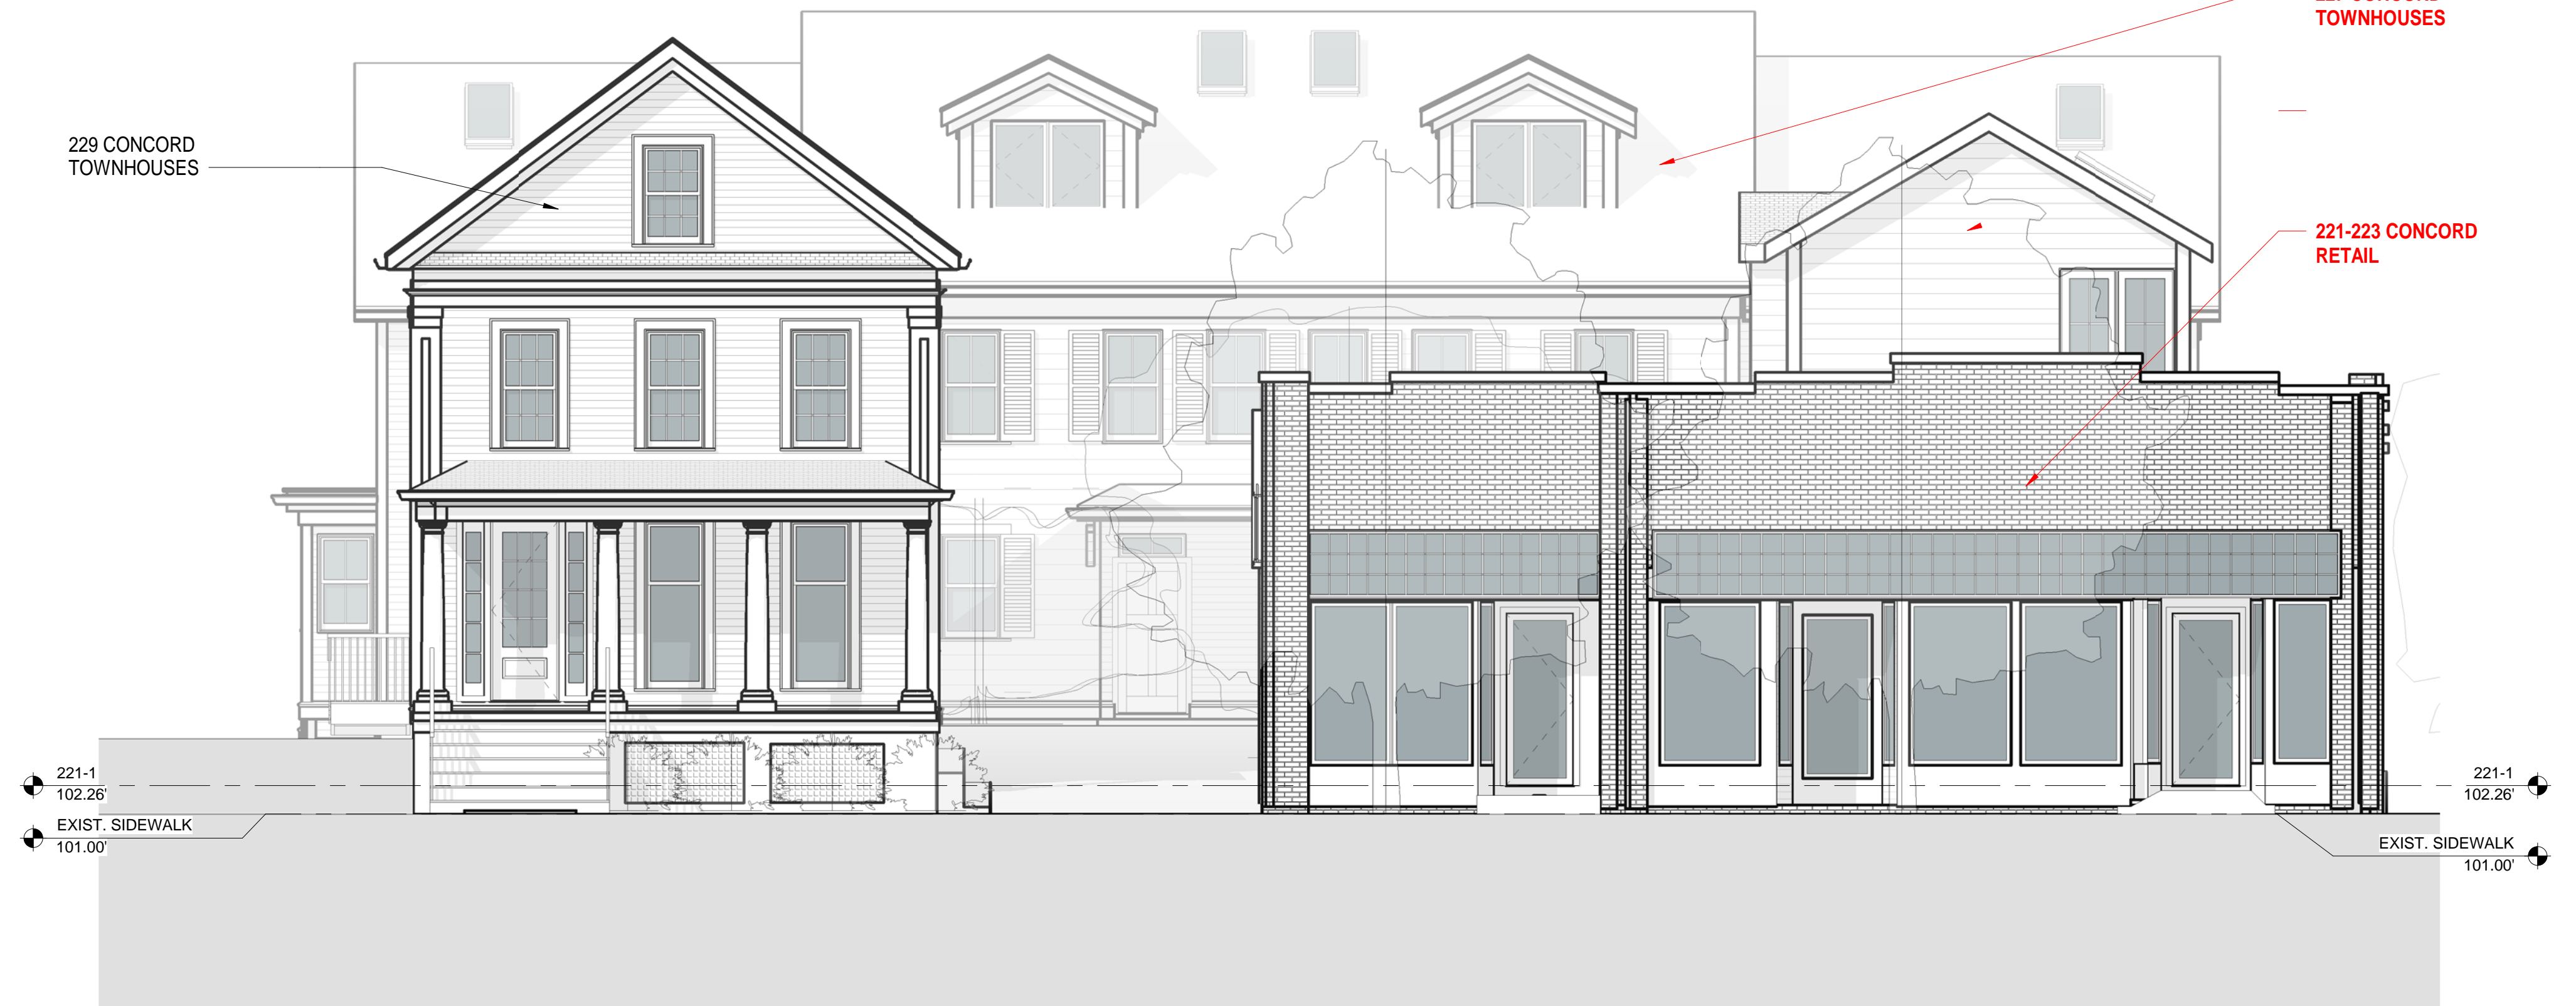 TOWNHOUSES
229 CONCORD
TOWNHOUSES
221-223 CONCORD
RETAIL
221-1
102.26'
EXIST. SIDEWALK
101.00'
221-1
102.26'
EXIST. SIDEWALK
101.00'